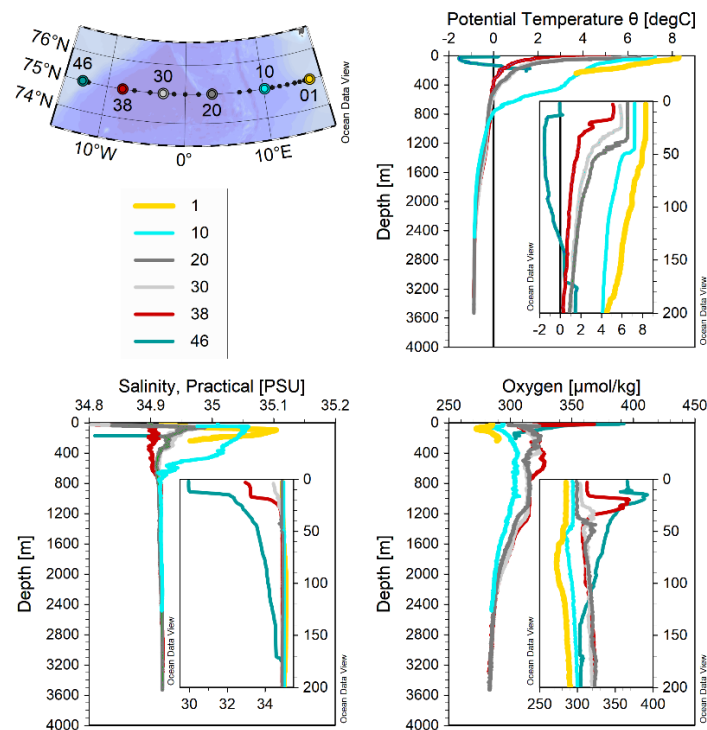 76°N
75°N
74°N
46
38
30
20
10
01
10°W
0°
10°E
Ocean Data View
1
10
20
30
38
46
Potential Temperature θ [degC]
-2 0 2 4 6 8
0
400
800
1200
1600
2000
2400
2800
3200
3600
4000
Depth [m]
0
50
100
150
200
-2 0 2 4 6 8
Ocean Data View
Ocean Data View
Salinity, Practical [PSU]
34.8 34.9 35 35.1 35.2
0
400
800
1200
1600
2000
2400
2800
3200
3600
4000
Depth [m]
0
50
100
150
200
30 32 34
Ocean Data View
Ocean Data View
Oxygen [µmol/kg]
250 300 350 400 450
0
400
800
1200
1600
2000
2400
2800
3200
3600
4000
Depth [m]
0
50
100
150
200
250 300 350 400
Ocean Data View
Ocean Data View